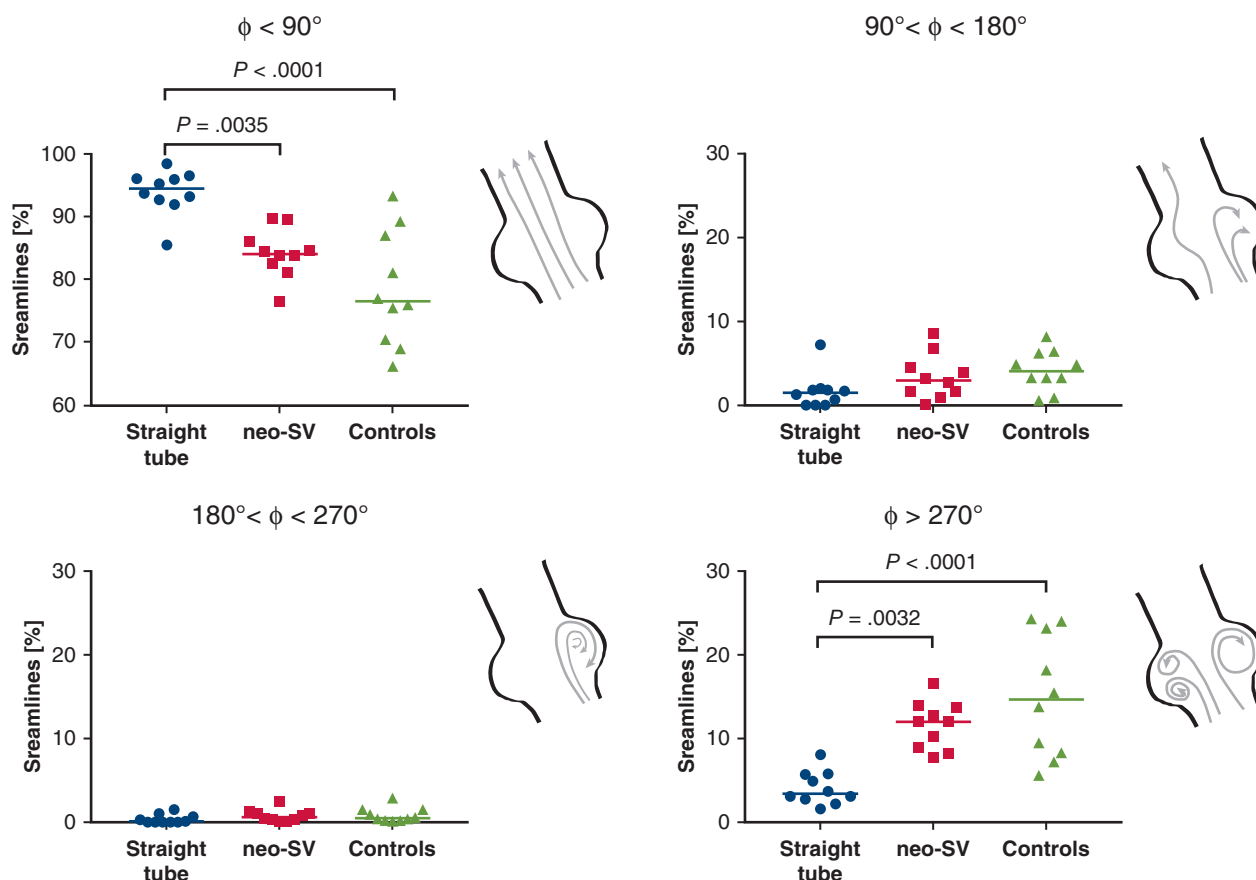 ϕ < 90°
P < .0001
P = .0035
100
90
80
70
60
Sreamlines [%]
Straight tube
neo-SV
Controls
90°< ϕ < 180°
30
20
10
0
Sreamlines [%]
Straight tube
neo-SV
Controls
180°< ϕ < 270°
30
20
10
0
Sreamlines [%]
Straight tube
neo-SV
Controls
ϕ > 270°
P < .0001
P = .0032
30
20
10
0
Sreamlines [%]
Straight tube
neo-SV
Controls